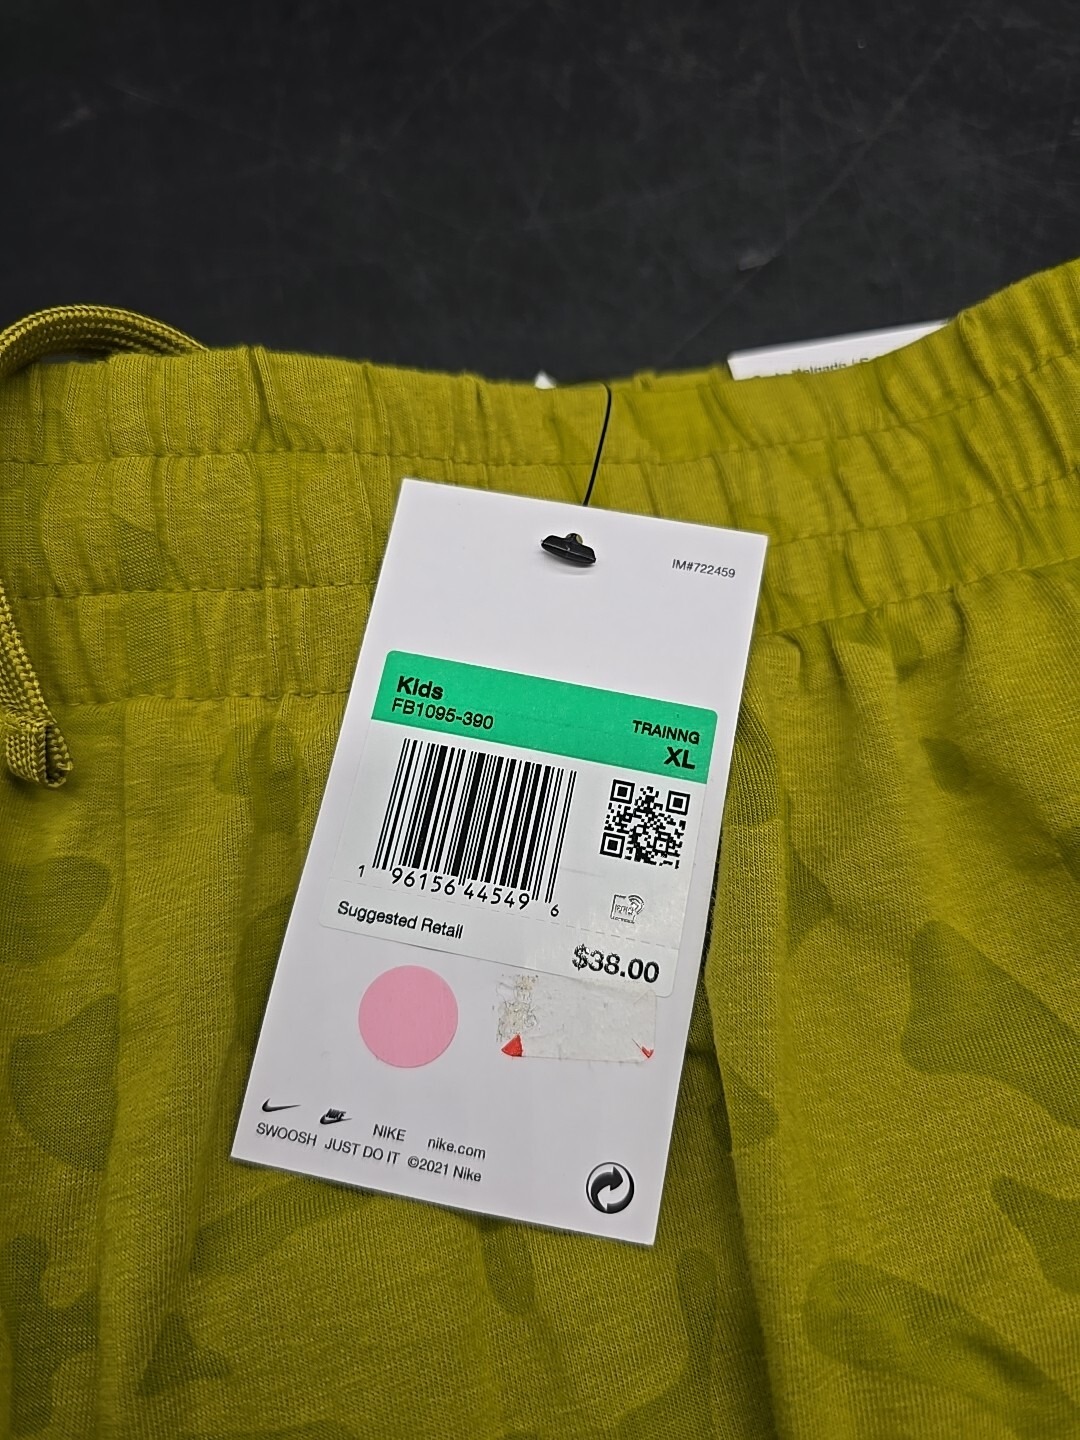 IM#722459
Kids
FB1095-390
TRAINNG
XL
1 96156 44549 6
Suggested Retail
$38.00
NIKE nike.com
SWOOSH JUST DO IT ©2021 Nike